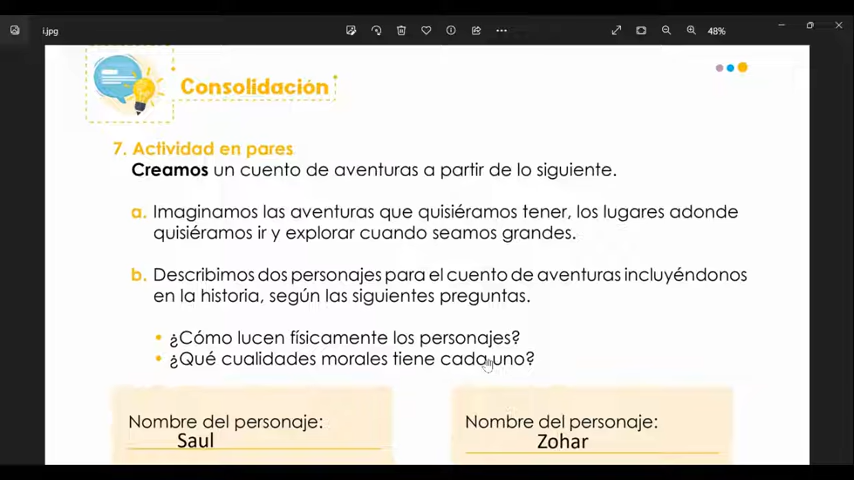 i.jpg
48%
Consolidación
7. Actividad en pares
Creamos un cuento de aventuras a partir de lo siguiente.
a. Imaginamos las aventuras que quisiéramos tener, los lugares adonde
quisiéramos ir y explorar cuando seamos grandes.
b. Describimos dos personajes para el cuento de aventuras incluyéndonos
en la historia, según las siguientes preguntas.
• ¿Cómo lucen físicamente los personajes?
• ¿Qué cualidades morales tiene cada uno?
Nombre del personaje:
Saul
Nombre del personaje:
Zohar